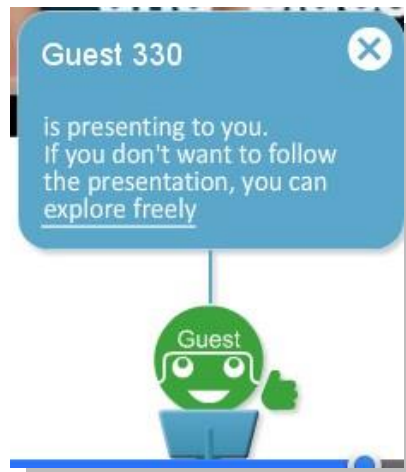 Guest 330
is presenting to you.
If you don't want to follow
the presentation, you can
explore freely
Guest